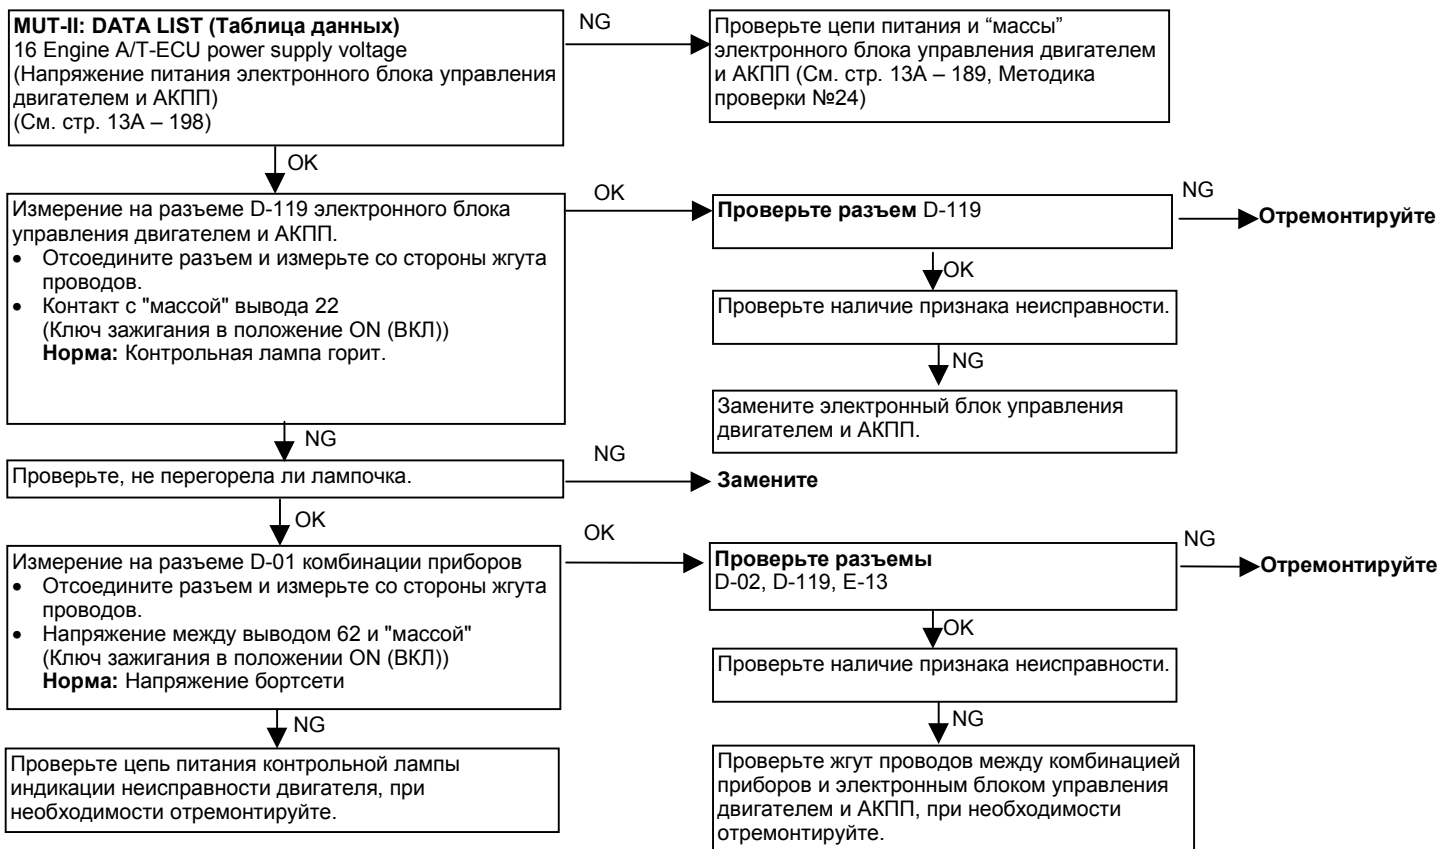 MUT-II: DATA LIST (Таблица данных)
16 Engine A/T-ECU power supply voltage
(Напряжение питания электронного блока управления
двигателем и АКПП)
(См. стр. 13А – 198)
NG
Проверьте цепи питания и “массы”
электронного блока управления двигателем
и АКПП (См. стр. 13А – 189, Методика
проверки №24)
OK
Измерение на разъеме D-119 электронного блока
управления двигателем и АКПП.
• Отсоедините разъем и измерьте со стороны жгута
проводов.
• Контакт с "массой" вывода 22
(Ключ зажигания в положение ON (ВКЛ))
Норма: Контрольная лампа горит.
OK
Проверьте разъем D-119
NG
Отремонтируйте
OK
Проверьте наличие признака неисправности.
NG
Замените электронный блок управления
двигателем и АКПП.
NG
Проверьте, не перегорела ли лампочка.
NG
Замените
OK
Измерение на разъеме D-01 комбинации приборов
• Отсоедините разъем и измерьте со стороны жгута
проводов.
• Напряжение между выводом 62 и "массой"
(Ключ зажигания в положении ON (ВКЛ))
Норма: Напряжение бортсети
OK
Проверьте разъемы
D-02, D-119, E-13
NG
Отремонтируйте
OK
Проверьте наличие признака неисправности.
NG
Проверьте жгут проводов между комбинацией
приборов и электронным блоком управления
двигателем и АКПП, при необходимости
отремонтируйте.
NG
Проверьте цепь питания контрольной лампы
индикации неисправности двигателя, при
необходимости отремонтируйте.